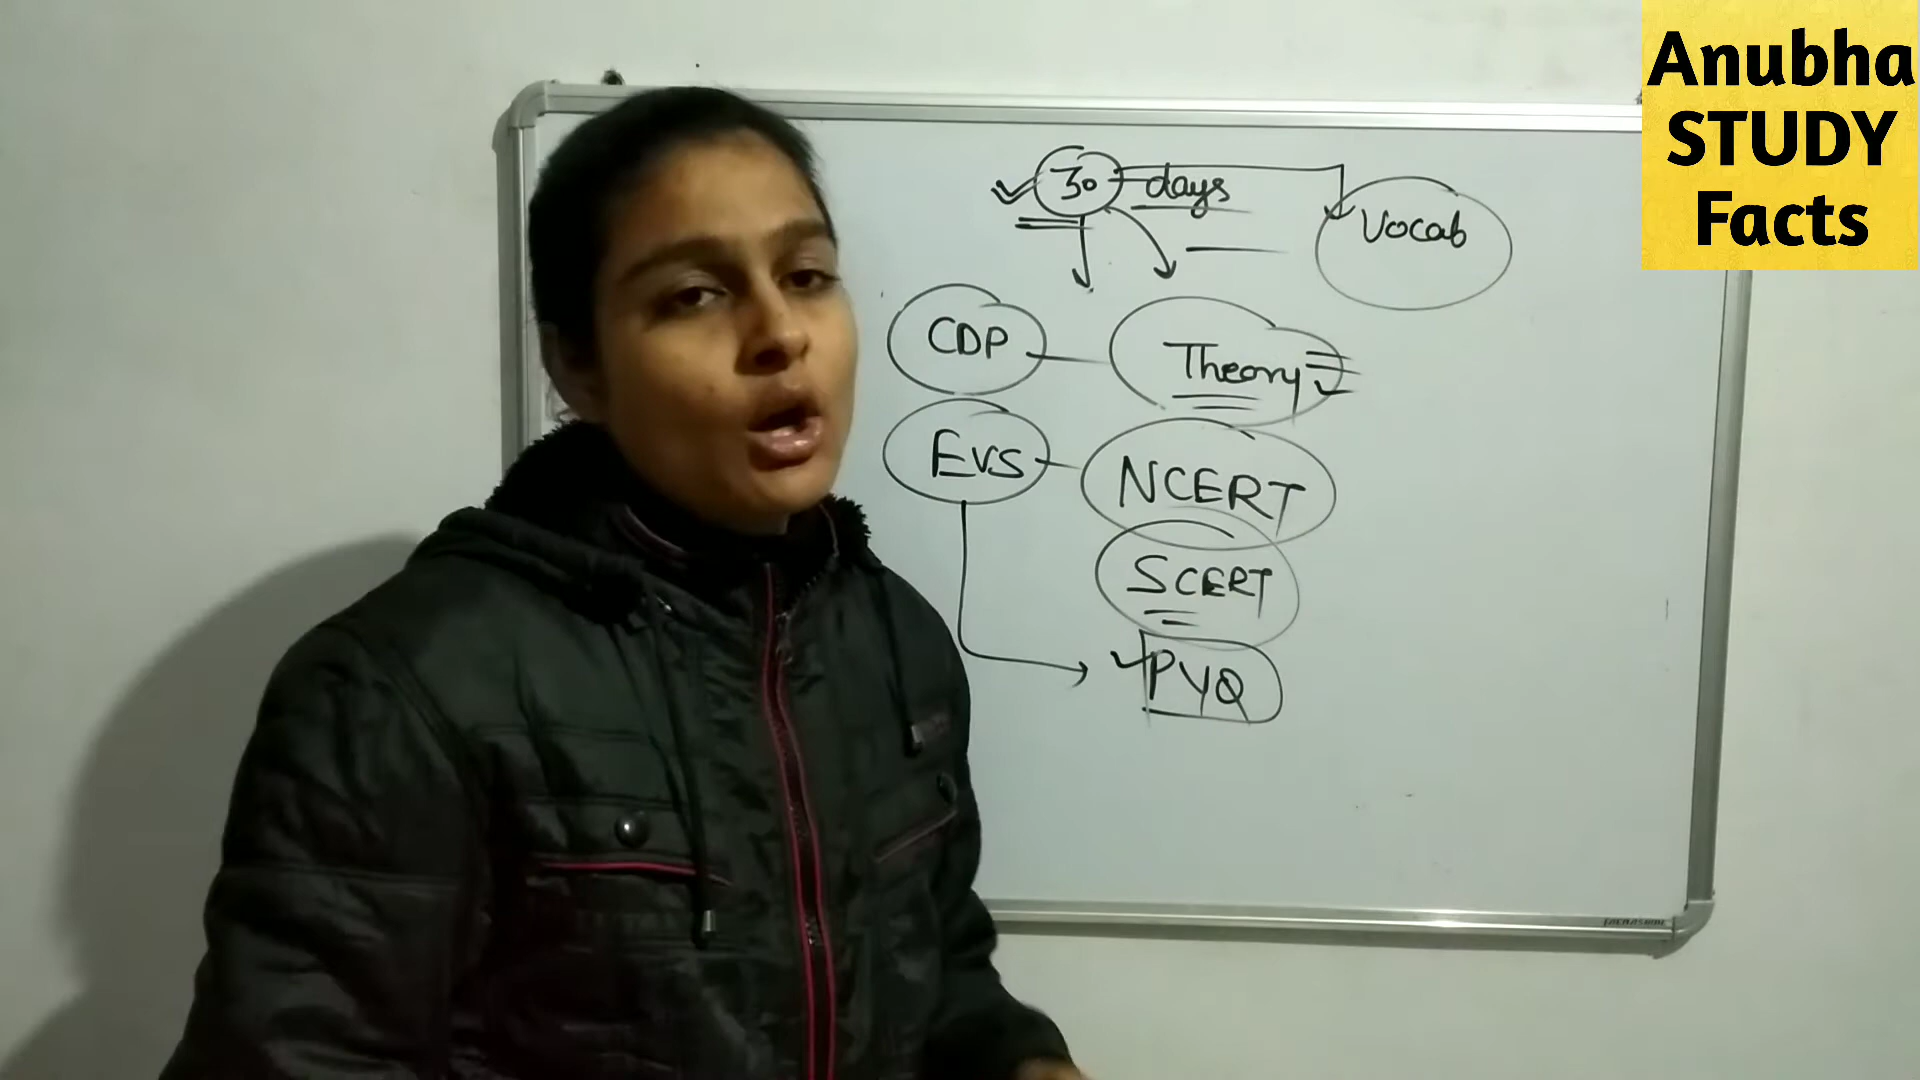 Anubha
STUDY
Facts
30 days
Vocab
CDP
Theory
EVS
NCERT
SCERT
PYQ